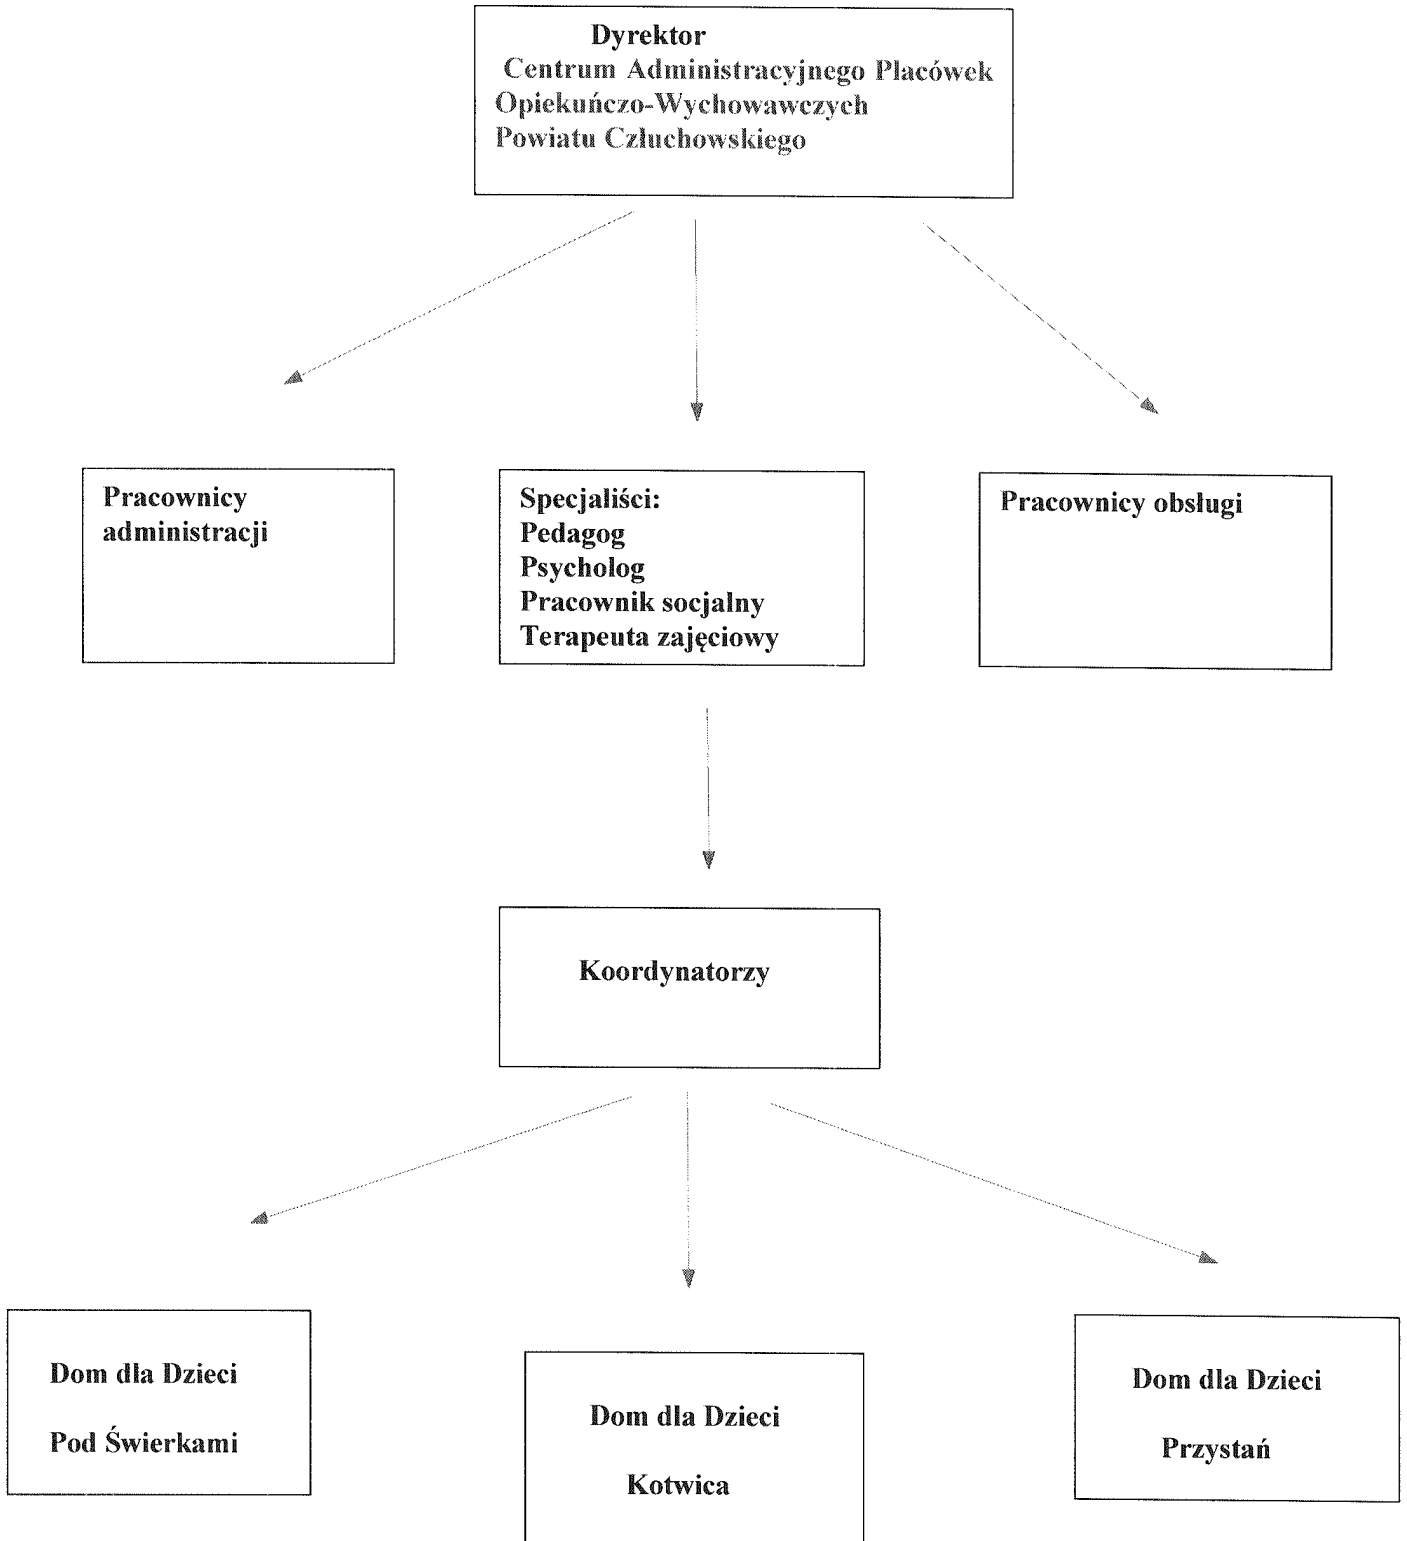 Dyrektor
Centrum Administracyjnego Placówek
Opiekuńczo-Wychowawczych
Powiatu Człuchowskiego
Pracownicy
administracji
Specjaliści:
Pedagog
Psycholog
Pracownik socjalny
Terapeuta zajęciowy
Pracownicy obsługi
Koordynatorzy
Dom dla Dzieci
Pod Świerkami
Dom dla Dzieci
Kotwica
Dom dla Dzieci
Przystań